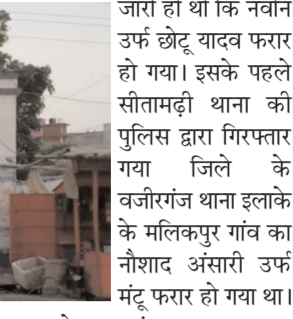 जारी ही थी कि नवीन
उर्फ छोटू यादव फरार
हो गया। इसके पहले
सीतामढ़ी थाना की
पुलिस द्वारा गिरफ्तार
गया जिले के
वजीरगंज थाना इलाके
के मलिकपुर गांव का
नौशाद अंसारी उर्फ
मंटू फरार हो गया था।